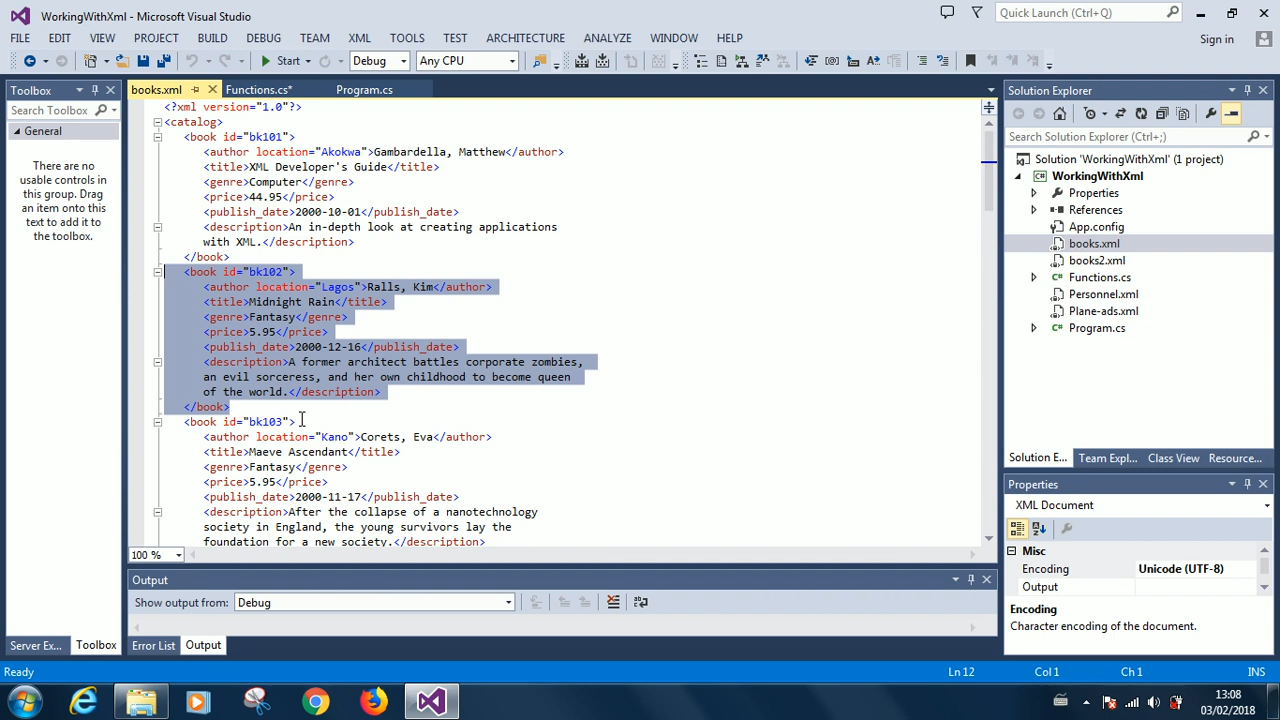 WorkingWithXml - Microsoft Visual Studio
Quick Launch (Ctrl+Q)
FILE EDIT VIEW PROJECT BUILD DEBUG TEAM XML TOOLS TEST ARCHITECTURE ANALYZE WINDOW HELP
Sign in
Start Debug Any CPU
Toolbox
Search Toolbox
General
There are no
usable controls in
this group. Drag
an item onto this
text to add it to
the toolbox.
Server Ex... Toolbox
books.xml Functions.cs* Program.cs
<?xml version="1.0"?>
<catalog>
<book id="bk101">
<author location="Akokwa">Gambardella, Matthew</author>
<title>XML Developer's Guide</title>
<genre>Computer</genre>
<price>44.95</price>
<publish_date>2000-10-01</publish_date>
<description>An in-depth look at creating applications
with XML.</description>
</book>
<book id="bk102">
<author location="Lagos">Ralls, Kim</author>
<title>Midnight Rain</title>
<genre>Fantasy</genre>
<price>5.95</price>
<publish_date>2000-12-16</publish_date>
<description>A former architect battles corporate zombies,
an evil sorceress, and her own childhood to become queen
of the world.</description>
</book>
<book id="bk103">
<author location="Kano">Corets, Eva</author>
<title>Maeve Ascendant</title>
<genre>Fantasy</genre>
<price>5.95</price>
<publish_date>2000-11-17</publish_date>
<description>After the collapse of a nanotechnology
society in England, the young survivors lay the
foundation for a new society.</description>
100 %
Output
Show output from: Debug
Error List Output
Solution Explorer
Search Solution Explorer (Ctrl+;)
Solution 'WorkingWithXml' (1 project)
WorkingWithXml
Properties
References
App.config
books.xml
books2.xml
Functions.cs
Personnel.xml
Plane-ads.xml
Program.cs
Solution E... Team Expl... Class View Resource...
Properties
XML Document
Misc
Encoding Unicode (UTF-8)
Output
Encoding
Character encoding of the document.
Ready Ln 12 Col 1 Ch 1 INS
13:08
03/02/2018